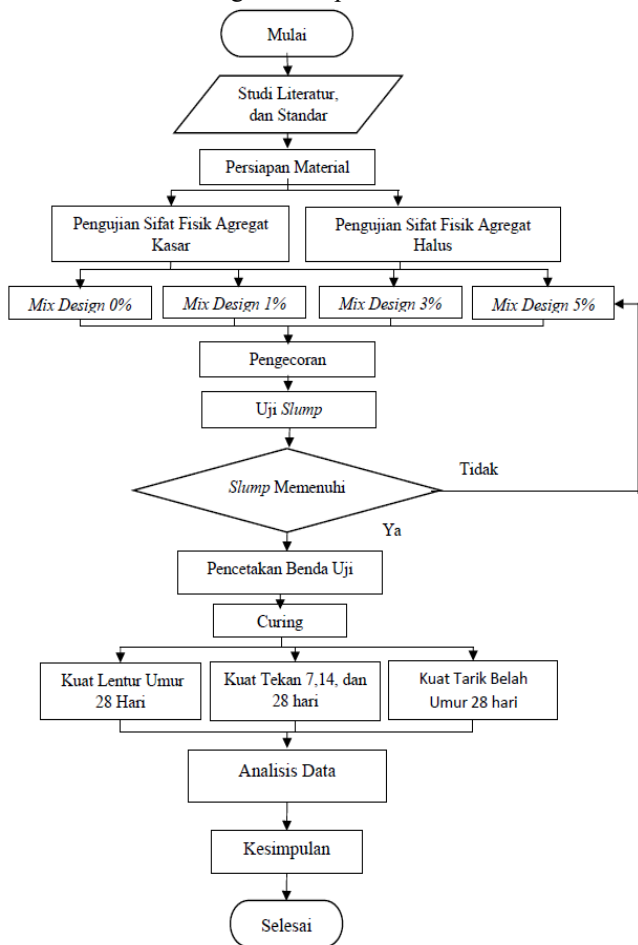 Mulai
Studi Literatur,
dan Standar
Persiapan Material
Pengujian Sifat Fisik Agregat
Kasar
Pengujian Sifat Fisik Agregat
Halus
Mix Design 0%
Mix Design 1%
Mix Design 3%
Mix Design 5%
Pengecoran
Uji Slump
Slump Memenuhi
Tidak
Ya
Pencetakan Benda Uji
Curing
Kuat Lentur Umur
28 Hari
Kuat Tekan 7,14, dan
28 hari
Kuat Tarik Belah
Umur 28 hari
Analisis Data
Kesimpulan
Selesai